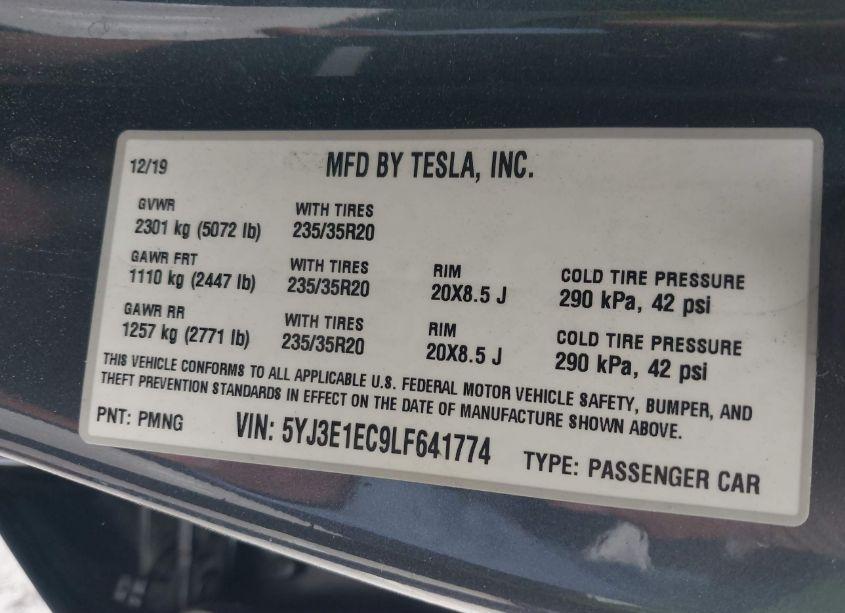 12/19 MFD BY TESLA, INC.
GVWR WITH TIRES
2301 kg (5072 lb) 235/35R20
GAWR FRT WITH TIRES RIM COLD TIRE PRESSURE
1110 kg (2447 lb) 235/35R20 20X8.5 J 290 kPa, 42 psi
GAWR RR WITH TIRES RIM COLD TIRE PRESSURE
1257 kg (2771 lb) 235/35R20 20X8.5 J 290 kPa, 42 psi
THIS VEHICLE CONFORMS TO ALL APPLICABLE U.S. FEDERAL MOTOR VEHICLE SAFETY, BUMPER, AND
THEFT PREVENTION STANDARDS IN EFFECT ON THE DATE OF MANUFACTURE SHOWN ABOVE.
PNT: PMNG VIN: 5YJ3E1EC9LF641774 TYPE: PASSENGER CAR